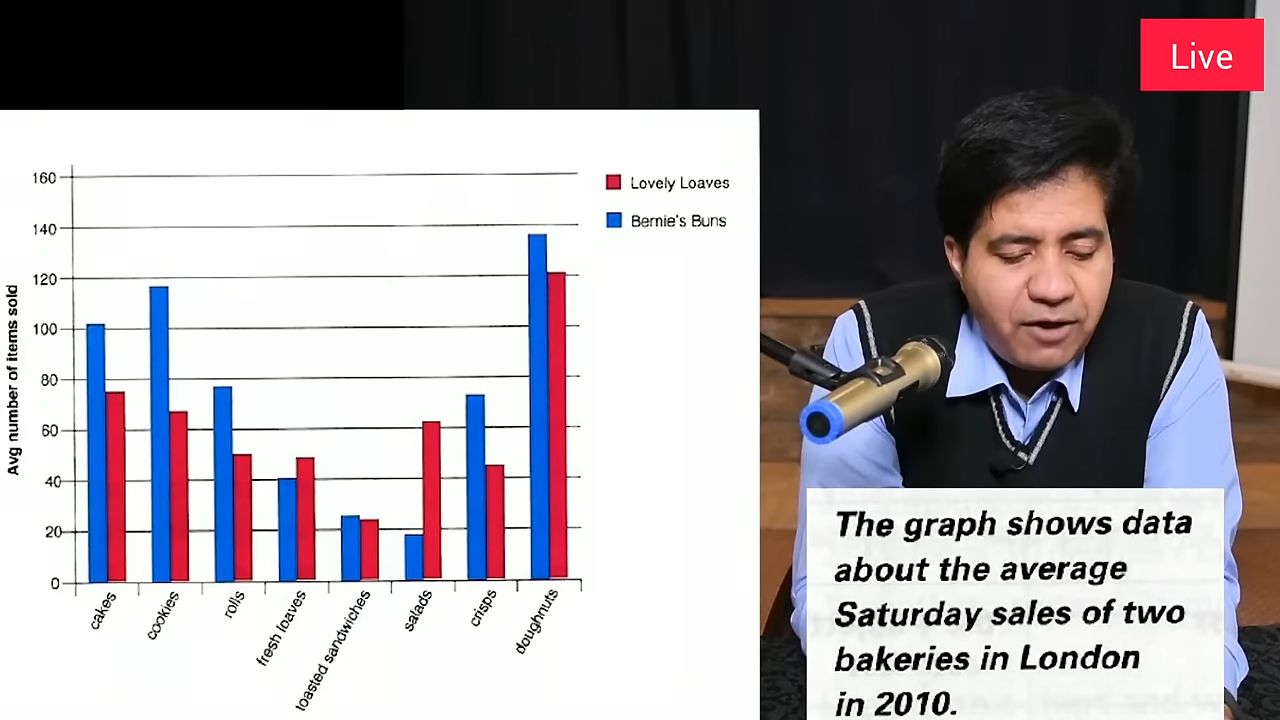 Live
160
140
120
100
80
60
40
20
0
Avg number of items sold
cakes
cookies
rolls
fresh loaves
toasted sandwiches
salads
crisps
doughnuts
Lovely Loaves
Bernie's Buns
The graph shows data
about the average
Saturday sales of two
bakeries in London
in 2010.